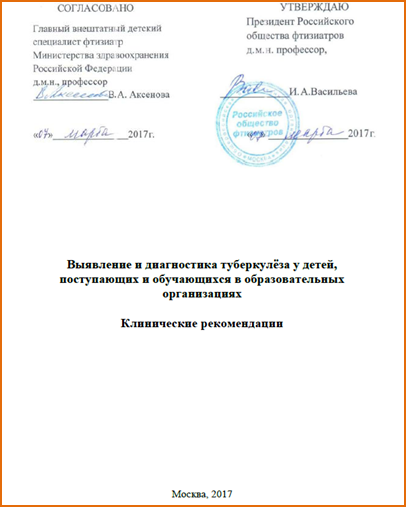 СОГЛАСОВАНО
Главный внештатный детский
специалист фтизиатр
Министерства здравоохранения
Российской Федерации
д.м.н., профессор
В.А. Аксенова
«07» марта 2017г.
УТВЕРЖДАЮ
Президент Российского
общества фтизиатров
д.м.н. профессор,
И.А.Васильева
Российское
общество
фтизиатров
марта 2017г.
Выявление и диагностика туберкулёза у детей,
поступающих и обучающихся в образовательных
организациях
Клинические рекомендации
Москва, 2017